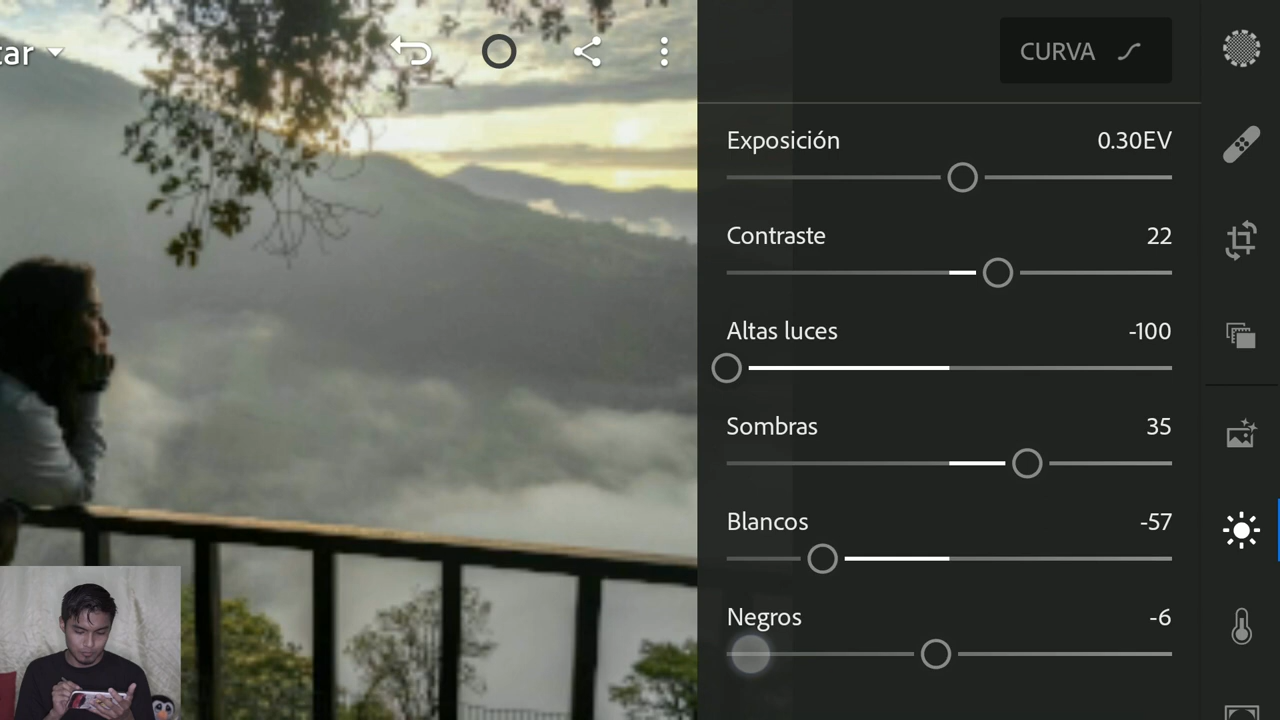 tar
CURVA
Exposición 0.30EV
Contraste 22
Altas luces -100
Sombras 35
Blancos -57
Negros -6